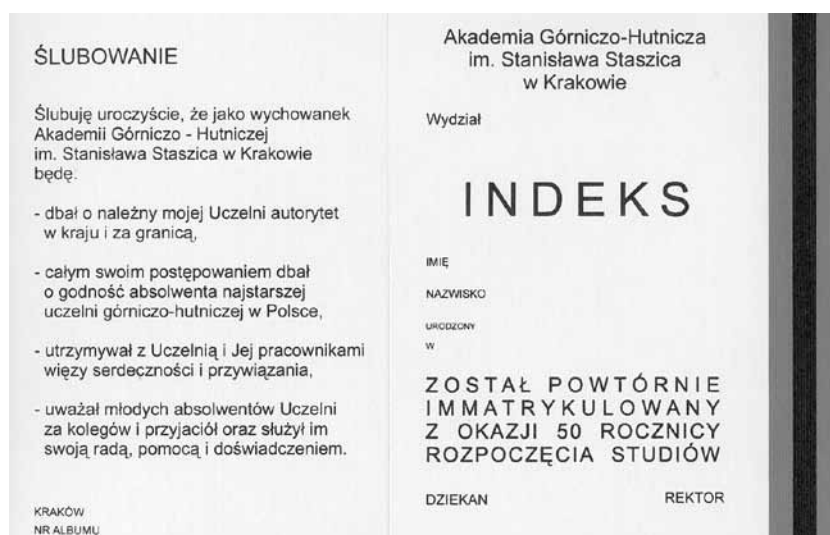 ŚLUBOWANIE
Ślubuję uroczyście, że jako wychowanek
Akademii Górniczo - Hutniczej
im. Stanisława Staszica w Krakowie
będę:
- dbał o należny mojej Uczelni autorytet
w kraju i za granicą,
- całym swoim postępowaniem dbał
o godność absolwenta najstarszej
uczelni górniczo-hutniczej w Polsce,
- utrzymywał z Uczelnią i Jej pracownikami
więzy serdeczności i przywiązania,
- uważał młodych absolwentów Uczelni
za kolegów i przyjaciół oraz służył im
swoją radą, pomocą i doświadczeniem.
KRAKÓW
NR ALBUMU
Akademia Górniczo-Hutnicza
im. Stanisława Staszica
w Krakowie
Wydział
INDEKS
IMIĘ
NAZWISKO
URODZONY
W
ZOSTAŁ POWTÓRNIE
IMMATRYKULOWANY
Z OKAZJI 50 ROCZNICY
ROZPOCZĘCIA STUDIÓW
DZIEKAN REKTOR